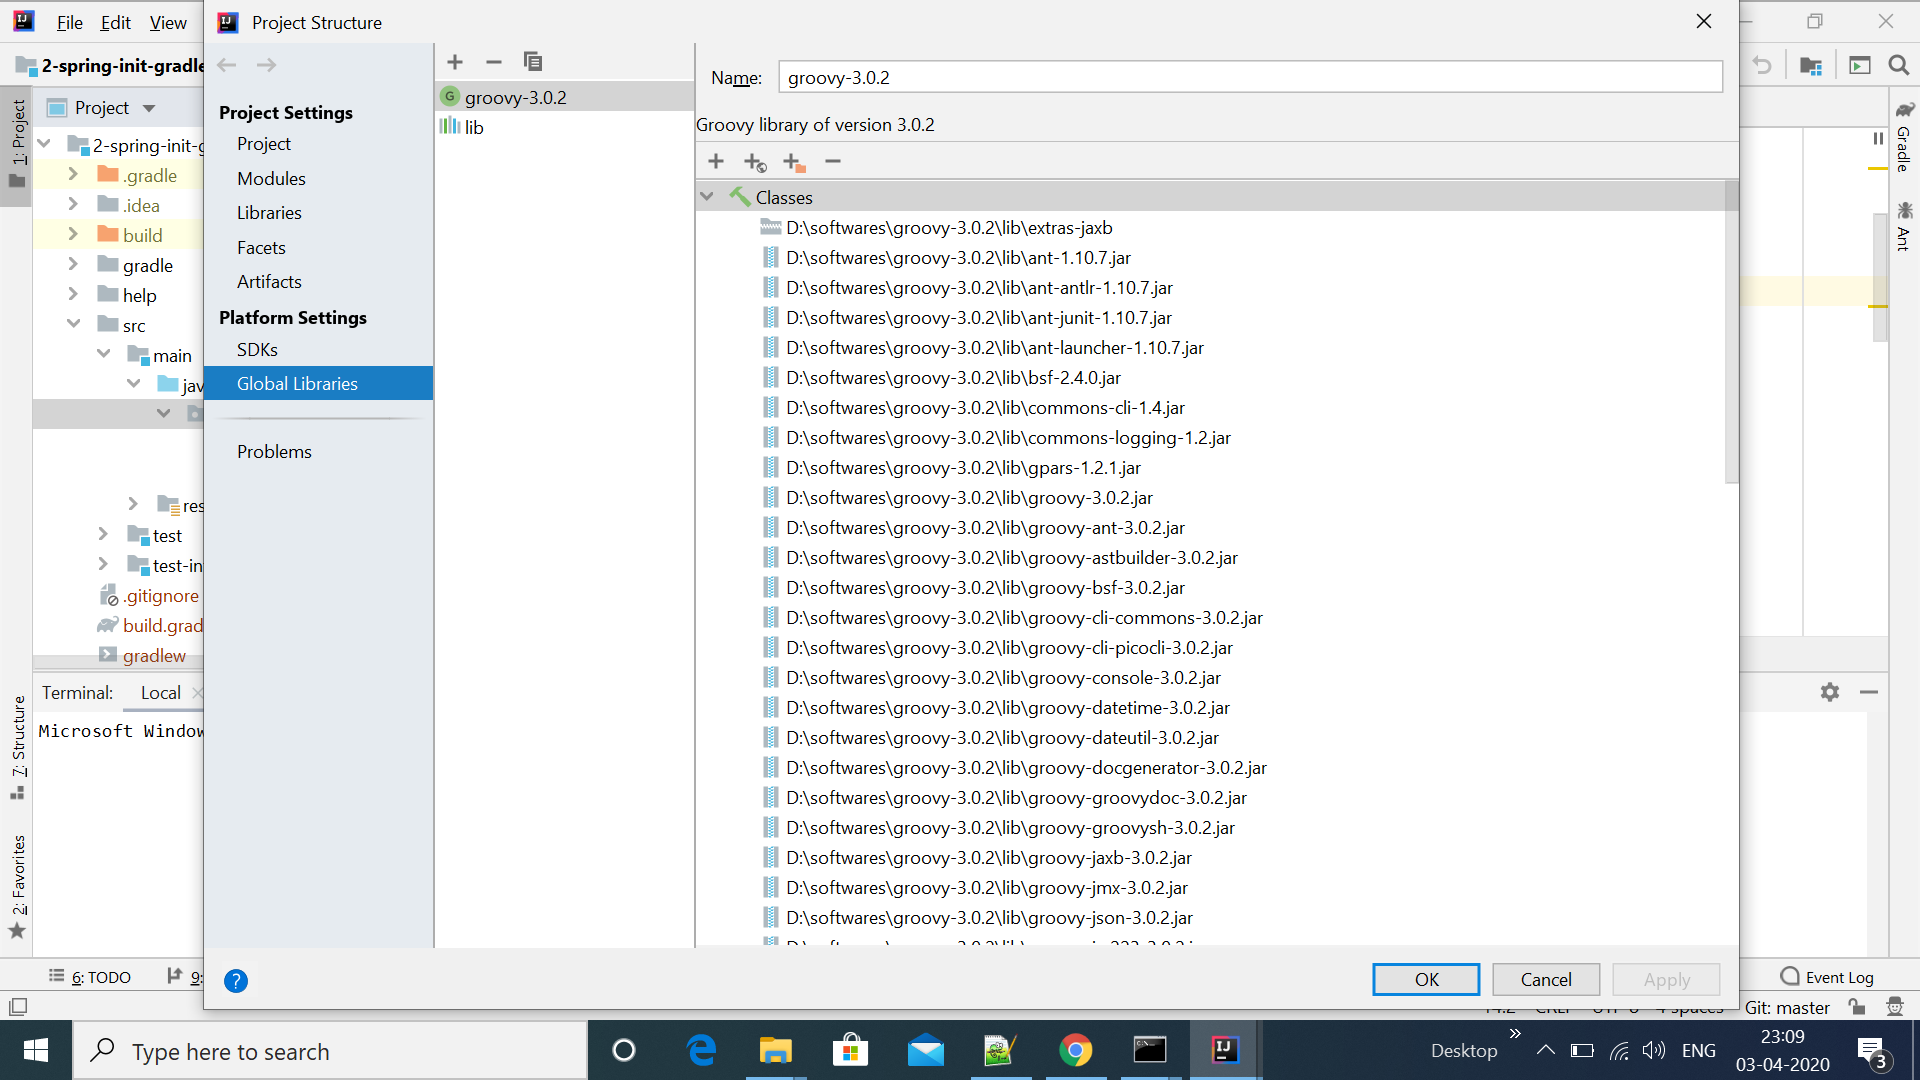 File Edit View
Project Structure
2-spring-init-gradle
1: Project
Project
2-spring-init-g
.gradle
.idea
build
gradle
help
src
main
jav
res
test
test-in
.gitignore
build.grad
gradlew
Terminal: Local
Microsoft Window
7: Structure
2: Favorites
6: TODO
9:
Project Settings
Project
Modules
Libraries
Facets
Artifacts
Platform Settings
SDKs
Global Libraries
Problems
groovy-3.0.2
lib
Name: groovy-3.0.2
Groovy library of version 3.0.2
Classes
D:\softwares\groovy-3.0.2\lib\extras-jaxb
D:\softwares\groovy-3.0.2\lib\ant-1.10.7.jar
D:\softwares\groovy-3.0.2\lib\ant-antlr-1.10.7.jar
D:\softwares\groovy-3.0.2\lib\ant-junit-1.10.7.jar
D:\softwares\groovy-3.0.2\lib\ant-launcher-1.10.7.jar
D:\softwares\groovy-3.0.2\lib\bsf-2.4.0.jar
D:\softwares\groovy-3.0.2\lib\commons-cli-1.4.jar
D:\softwares\groovy-3.0.2\lib\commons-logging-1.2.jar
D:\softwares\groovy-3.0.2\lib\gpars-1.2.1.jar
D:\softwares\groovy-3.0.2\lib\groovy-3.0.2.jar
D:\softwares\groovy-3.0.2\lib\groovy-ant-3.0.2.jar
D:\softwares\groovy-3.0.2\lib\groovy-astbuilder-3.0.2.jar
D:\softwares\groovy-3.0.2\lib\groovy-bsf-3.0.2.jar
D:\softwares\groovy-3.0.2\lib\groovy-cli-commons-3.0.2.jar
D:\softwares\groovy-3.0.2\lib\groovy-cli-picocli-3.0.2.jar
D:\softwares\groovy-3.0.2\lib\groovy-console-3.0.2.jar
D:\softwares\groovy-3.0.2\lib\groovy-datetime-3.0.2.jar
D:\softwares\groovy-3.0.2\lib\groovy-dateutil-3.0.2.jar
D:\softwares\groovy-3.0.2\lib\groovy-docgenerator-3.0.2.jar
D:\softwares\groovy-3.0.2\lib\groovy-groovydoc-3.0.2.jar
D:\softwares\groovy-3.0.2\lib\groovy-groovysh-3.0.2.jar
D:\softwares\groovy-3.0.2\lib\groovy-jaxb-3.0.2.jar
D:\softwares\groovy-3.0.2\lib\groovy-jmx-3.0.2.jar
D:\softwares\groovy-3.0.2\lib\groovy-json-3.0.2.jar
OK Cancel Apply
Gradle
Ant
Event Log
Git: master
Type here to search
Desktop
ENG
23:09
03-04-2020
3